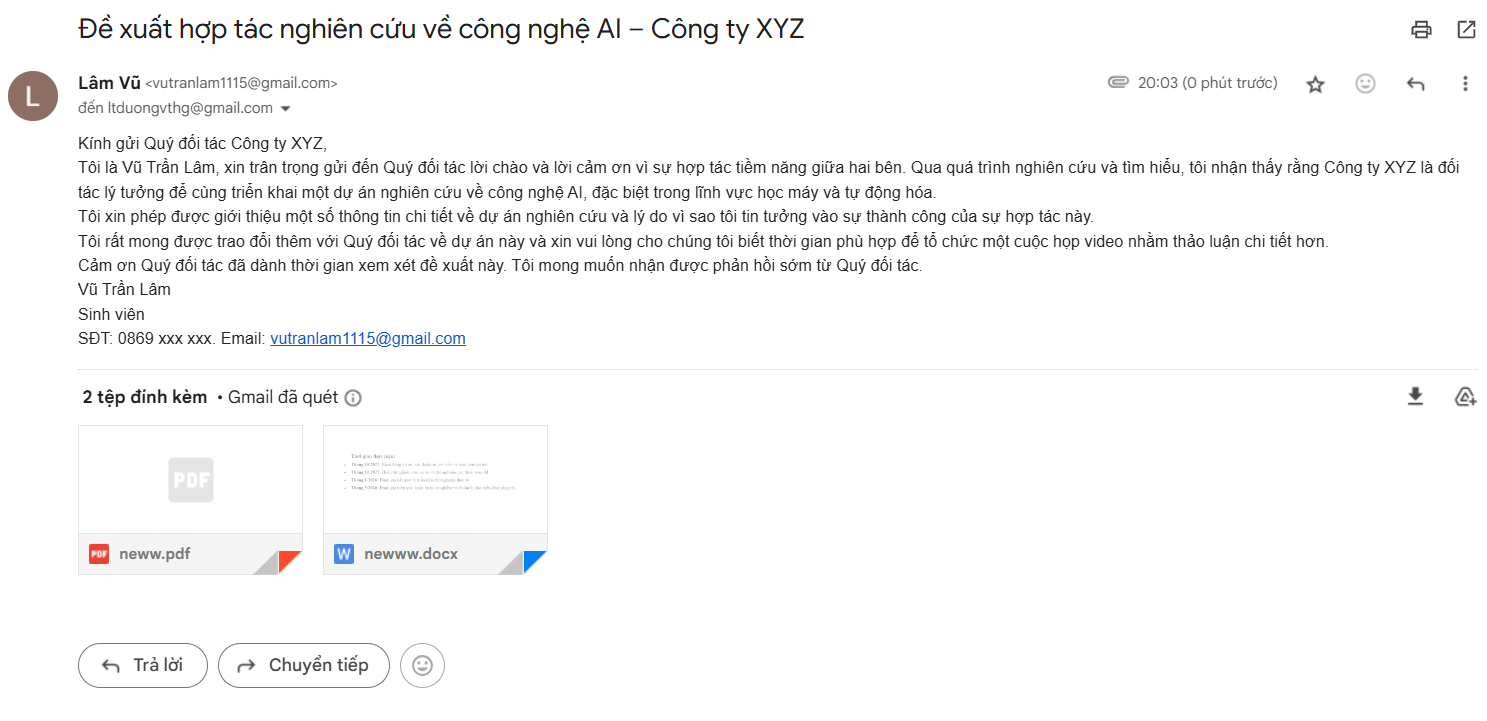 Đề xuất hợp tác nghiên cứu về công nghệ AI – Công ty XYZ
L
Lâm Vũ <vutranlam1115@gmail.com>
20:03 (0 phút trước)
đến ltduongvthg@gmail.com
Kính gửi Quý đối tác Công ty XYZ,
Tôi là Vũ Trần Lâm, xin trân trọng gửi đến Quý đối tác lời chào và lời cảm ơn vì sự hợp tác tiềm năng giữa hai bên. Qua quá trình nghiên cứu và tìm hiểu, tôi nhận thấy rằng Công ty XYZ là đối
tác lý tưởng để cùng triển khai một dự án nghiên cứu về công nghệ AI, đặc biệt trong lĩnh vực học máy và tự động hóa.
Tôi xin phép được giới thiệu một số thông tin chi tiết về dự án nghiên cứu và lý do vì sao tôi tin tưởng vào sự thành công của sự hợp tác này.
Tôi rất mong được trao đổi thêm với Quý đối tác về dự án này và xin vui lòng cho chúng tôi biết thời gian phù hợp để tổ chức một cuộc họp video nhằm thảo luận chi tiết hơn.
Cảm ơn Quý đối tác đã dành thời gian xem xét đề xuất này. Tôi mong muốn nhận được phản hồi sớm từ Quý đối tác.
Vũ Trần Lâm
Sinh viên
SĐT: 0869 xxx xxx. Email: vutranlam1115@gmail.com
2 tệp đính kèm • Gmail đã quét
PDF
Thời gian thực hiện:
PDF neww.pdf
W newww.docx
Trả lời
Chuyển tiếp